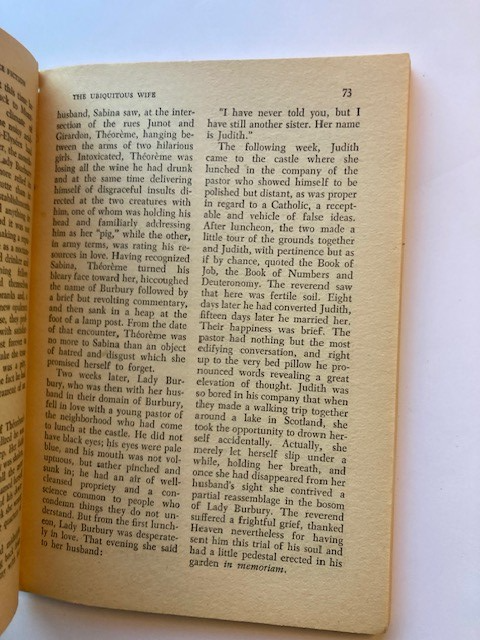 THE UBIQUITOUS WIFE 73
husband, Sabina saw, at the inter-
section of the rues Junot and
Girardon, Théorème, hanging be-
tween the arms of two hilarious
girls. Intoxicated, Théorème was
losing all the wine he had drunk
and at the same time delivering
himself of disgraceful insults di-
rected at the two creatures with
him, one of whom was holding his
head and familiarly addressing
him as her "pig," while the other,
in army terms, was rating his re-
sources in love. Having recognized
Sabina, Théorème turned his
bleary face toward her, hiccoughed
the name of Burbury followed by
a brief but revolting commentary,
and then sank in a heap at the
foot of a lamp post. From the date
of that encounter, Théorème was
no more to Sabina than an object
of hatred and disgust which she
promised herself to forget.
Two weeks later, Lady Bur-
bury, who was then with her hus-
band in their domain of Burbury,
fell in love with a young pastor of
the neighborhood who had come
to lunch at the castle. He did not
have black eyes; his eyes were pale
blue, and his mouth was not vol-
uptuous, but rather pinched and
sunk in; he had an air of well-
cleansed propriety and a con-
science common to people who
condemn things they do not un-
derstand. But from the first lunch-
eon, Lady Burbury was desperate-
ly in love. That evening she said
to her husband:
"I have never told you, but I
have still another sister. Her name
is Judith."
The following week, Judith
came to the castle where she
lunched in the company of the
pastor who showed himself to be
polished but distant, as was proper
in regard to a Catholic, a recept-
able and vehicle of false ideas.
After luncheon, the two made a
little tour of the grounds together
and Judith, with pertinence but as
if by chance, quoted the Book of
Job, the Book of Numbers and
Deuteronomy. The reverend saw
that here was fertile soil. Eight
days later he had converted Judith,
fifteen days later he married her.
Their happiness was brief. The
pastor had nothing but the most
edifying conversation, and right
up to the very bed pillow he pro-
nounced words revealing a great
elevation of thought. Judith was
so bored in his company that when
they made a walking trip together
around a lake in Scotland, she
took the opportunity to drown her-
self accidentally. Actually, she
merely let herself slip under a
while, holding her breath, and
once she had disappeared from her
husband's sight she contrived a
partial reassemblage in the bosom
of Lady Burbury. The reverend
suffered a frightful grief, thanked
Heaven nevertheless for having
sent him this trial of his soul and
had a little pedestal erected in his
garden in memoriam.